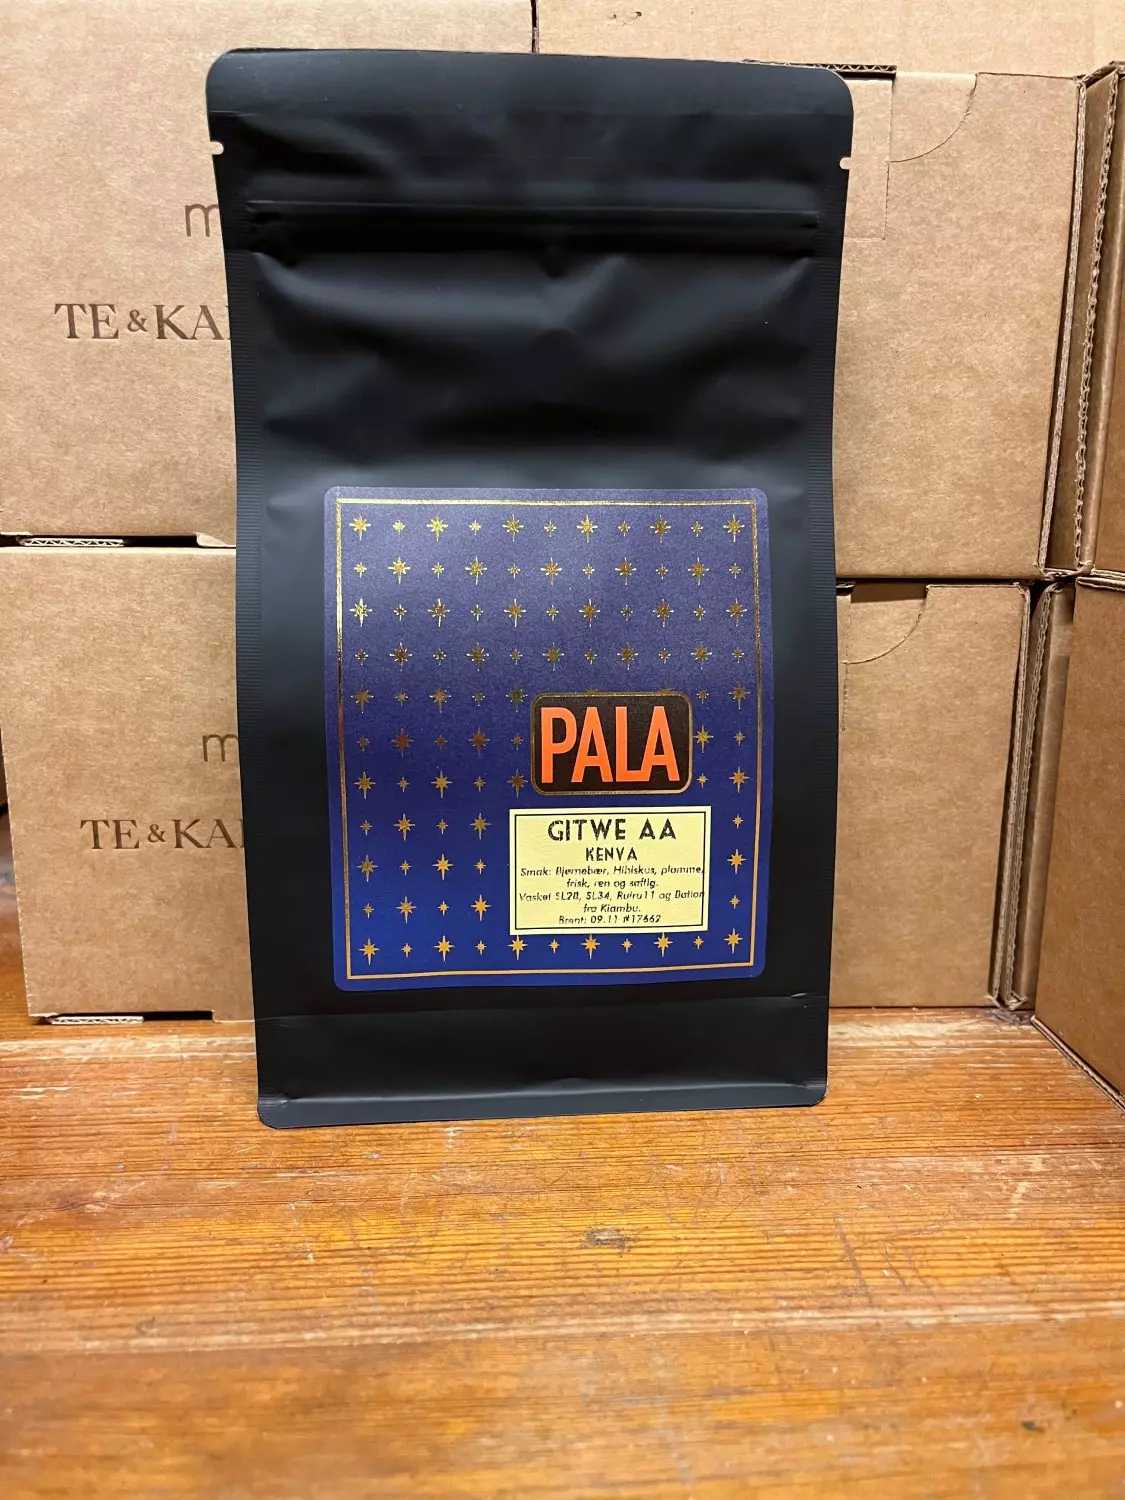 m
TE & KA
m
TE & KA
PALA
GITWE AA
KENYA
Smak: Bjørnebær, Hibiskus, plomme,
frisk, ren og saftig.
Vasket SL28, SL34, Ruiru11 og Batian
fra Kiambu.
Brent: 09.11 #17662